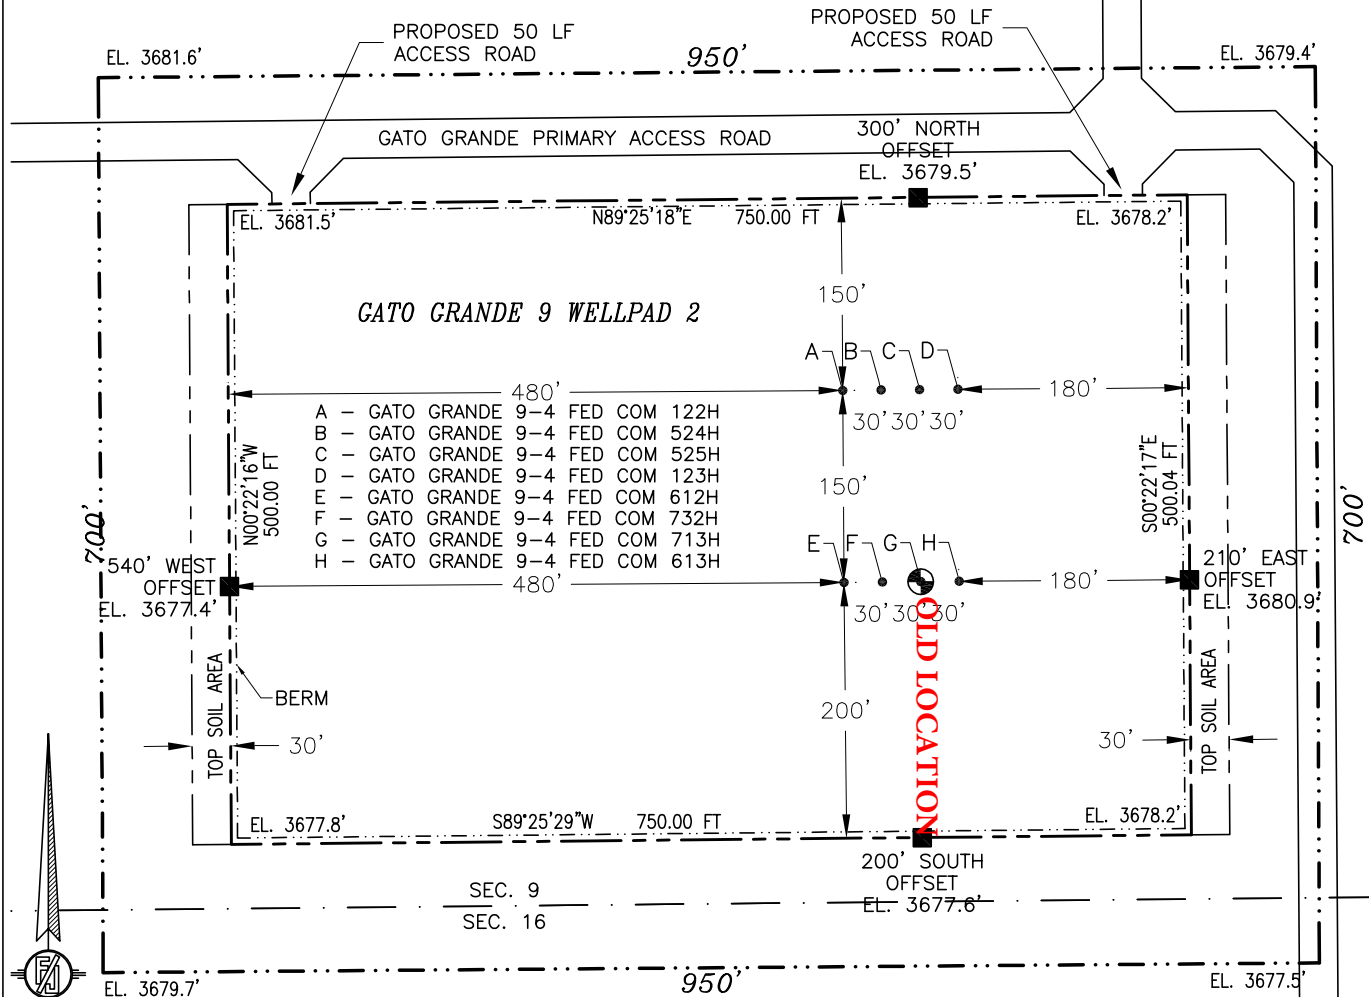 PROPOSED 50 LF
ACCESS ROAD
PROPOSED 50 LF
ACCESS ROAD
EL. 3681.6'
950'
EL. 3679.4'
GATO GRANDE PRIMARY ACCESS ROAD
300' NORTH
OFFSET
EL. 3679.5'
EL. 3681.5'
N89°25'18"E 750.00 FT
EL. 3678.2'
150'
GATO GRANDE 9 WELLPAD 2
A B C D
480'
180'
30' 30' 30'
A – GATO GRANDE 9–4 FED COM 122H
B – GATO GRANDE 9–4 FED COM 524H
C – GATO GRANDE 9–4 FED COM 525H
D – GATO GRANDE 9–4 FED COM 123H
E – GATO GRANDE 9–4 FED COM 612H
F – GATO GRANDE 9–4 FED COM 732H
G – GATO GRANDE 9–4 FED COM 713H
H – GATO GRANDE 9–4 FED COM 613H
N00°22'16"W
500.00 FT
150'
S00°22'17"E
500.04 FT
700'
700'
E F G H
540' WEST
OFFSET
EL. 3677.4'
480'
180'
210' EAST
OFFSET
EL. 3680.9'
30' 30' 30'
OLD LOCATION
TOP SOIL AREA
BERM
200'
TOP SOIL AREA
30'
30'
EL. 3677.8'
S89°25'29"W 750.00 FT
EL. 3678.2'
200' SOUTH
OFFSET
EL. 3677.6'
SEC. 9
SEC. 16
FJ
EL. 3679.7'
950'
EL. 3677.5'